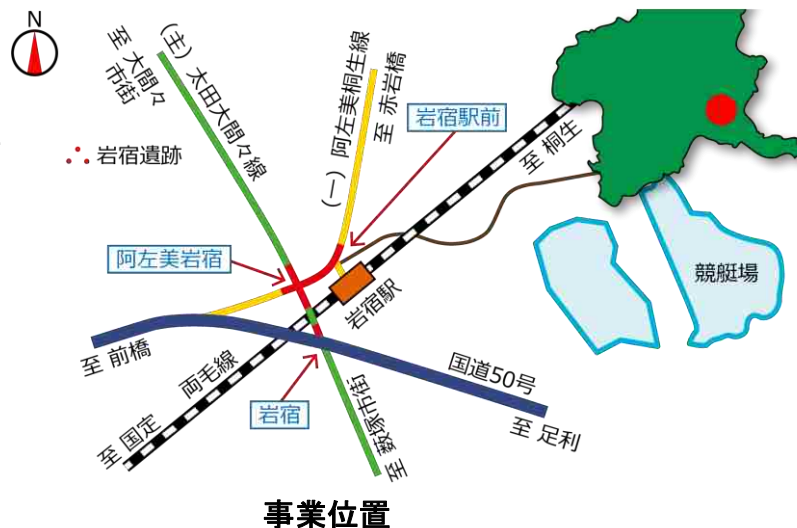 N
至 大間々
市街
(主) 太田大間々線
(一) 阿左美桐生線
至 赤岩橋
岩宿駅前
至 桐生
岩宿遺跡
阿左美岩宿
競艇場
岩宿駅
至 前橋
両毛線
国道50号
岩宿
至 国定
至 薮塚市街
至 足利
事業位置